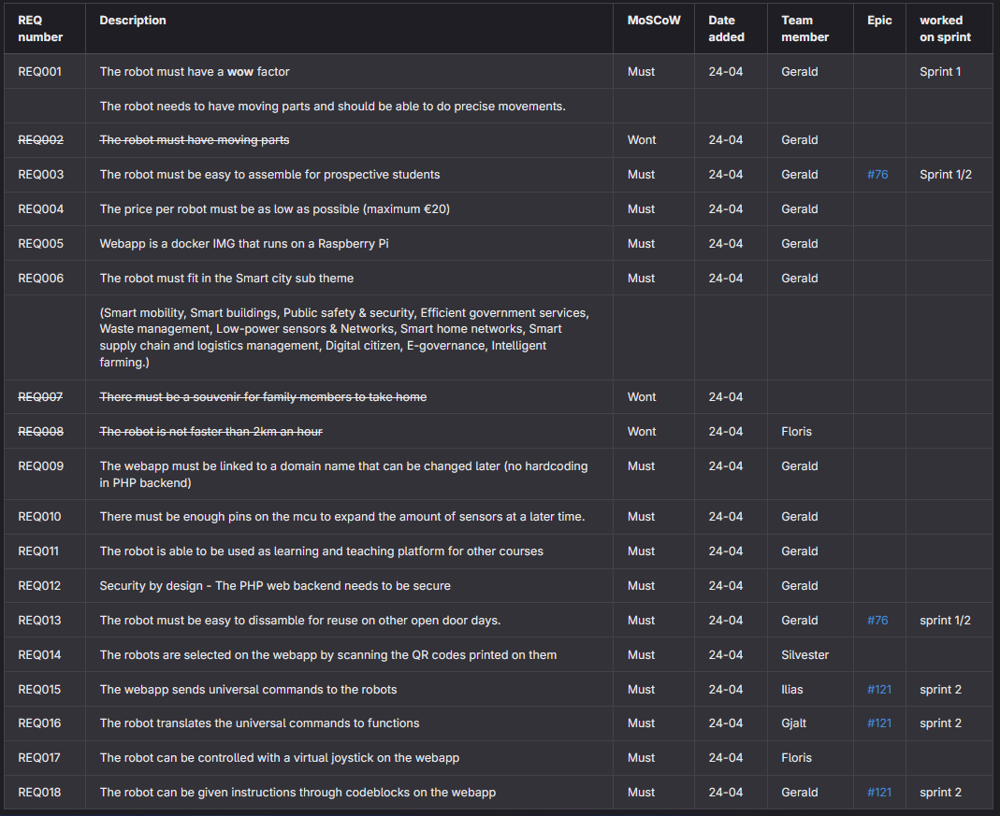 REQ number Description MoSCoW Date added Team member Epic worked on sprint
REQ001 The robot must have a wow factor Must 24-04 Gerald Sprint 1
The robot needs to have moving parts and should be able to do precise movements.
REQ002 The robot must have moving parts Wont 24-04 Gerald
REQ003 The robot must be easy to assemble for prospective students Must 24-04 Gerald #76 Sprint 1/2
REQ004 The price per robot must be as low as possible (maximum €20) Must 24-04 Gerald
REQ005 Webapp is a docker IMG that runs on a Raspberry Pi Must 24-04 Gerald
REQ006 The robot must fit in the Smart city sub theme Must 24-04 Gerald
(Smart mobility, Smart buildings, Public safety & security, Efficient government services,
Waste management, Low-power sensors & Networks, Smart home networks, Smart
supply chain and logistics management, Digital citizen, E-governance, Intelligent
farming.)
REQ007 There must be a souvenir for family members to take home Wont 24-04
REQ008 The robot is not faster than 2km an hour Wont 24-04 Floris
REQ009 The webapp must be linked to a domain name that can be changed later (no hardcoding Must 24-04 Gerald
in PHP backend)
REQ010 There must be enough pins on the mcu to expand the amount of sensors at a later time. Must 24-04 Gerald
REQ011 The robot is able to be used as learning and teaching platform for other courses Must 24-04 Gerald
REQ012 Security by design - The PHP web backend needs to be secure Must 24-04 Gerald
REQ013 The robot must be easy to dissamble for reuse on other open door days. Must 24-04 Gerald #76 sprint 1/2
REQ014 The robots are selected on the webapp by scanning the QR codes printed on them Must 24-04 Silvester
REQ015 The webapp sends universal commands to the robots Must 24-04 Ilias #121 sprint 2
REQ016 The robot translates the universal commands to functions Must 24-04 Gjalt #121 sprint 2
REQ017 The robot can be controlled with a virtual joystick on the webapp Must 24-04 Floris
REQ018 The robot can be given instructions through codeblocks on the webapp Must 24-04 Gerald #121 sprint 2